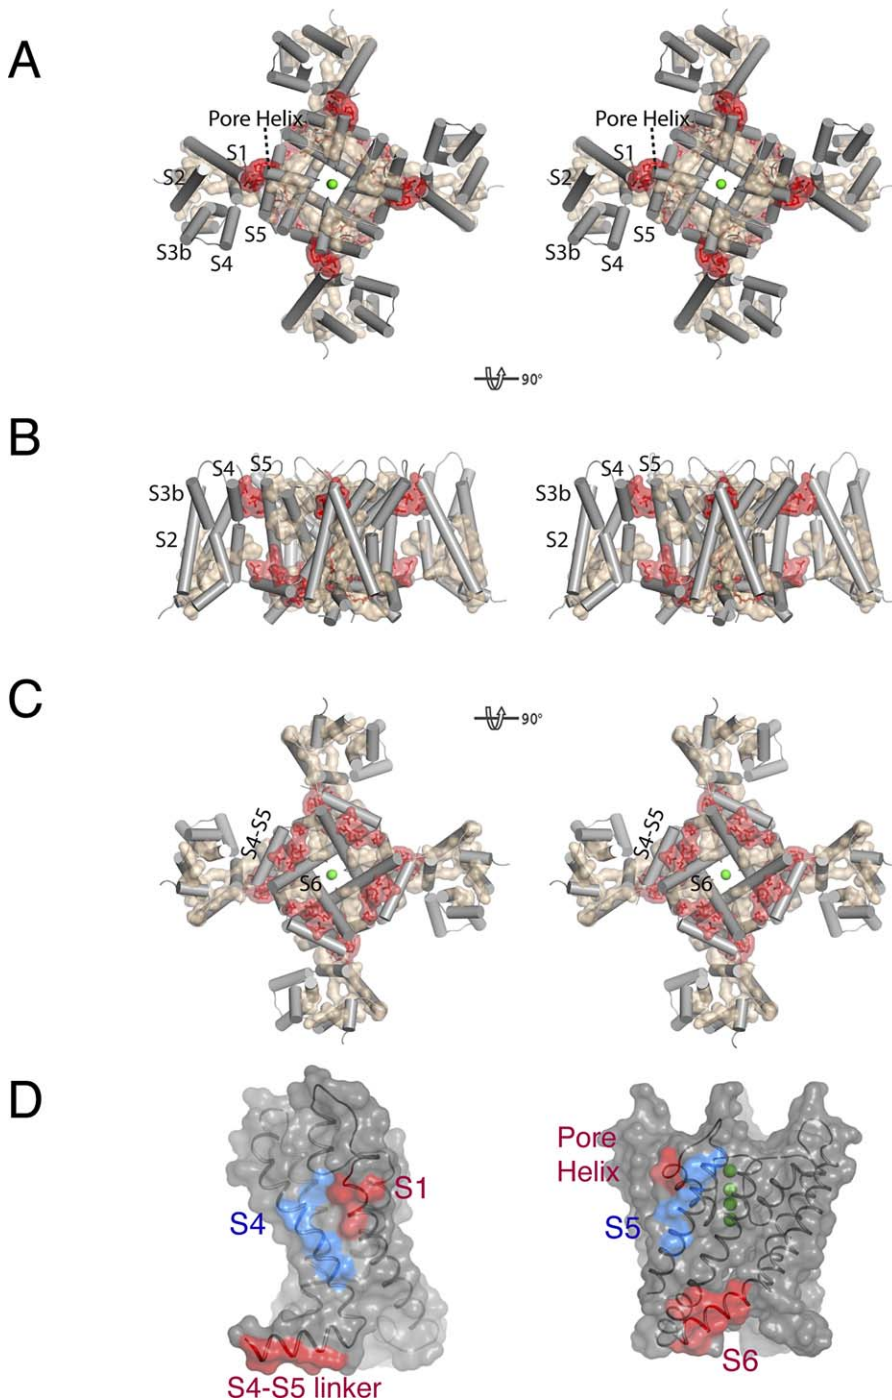 A
Pore Helix
Pore Helix
S1
S1
S2
S2
S5
S5
S3b
S4
S3b
S4
90°
B
S4
S5
S4
S5
S3b
S3b
S2
S2
C
90°
S4-S5
S4-S5
S6
S6
D
Pore
Helix
S1
S4
S5
S6
S4-S5 linker